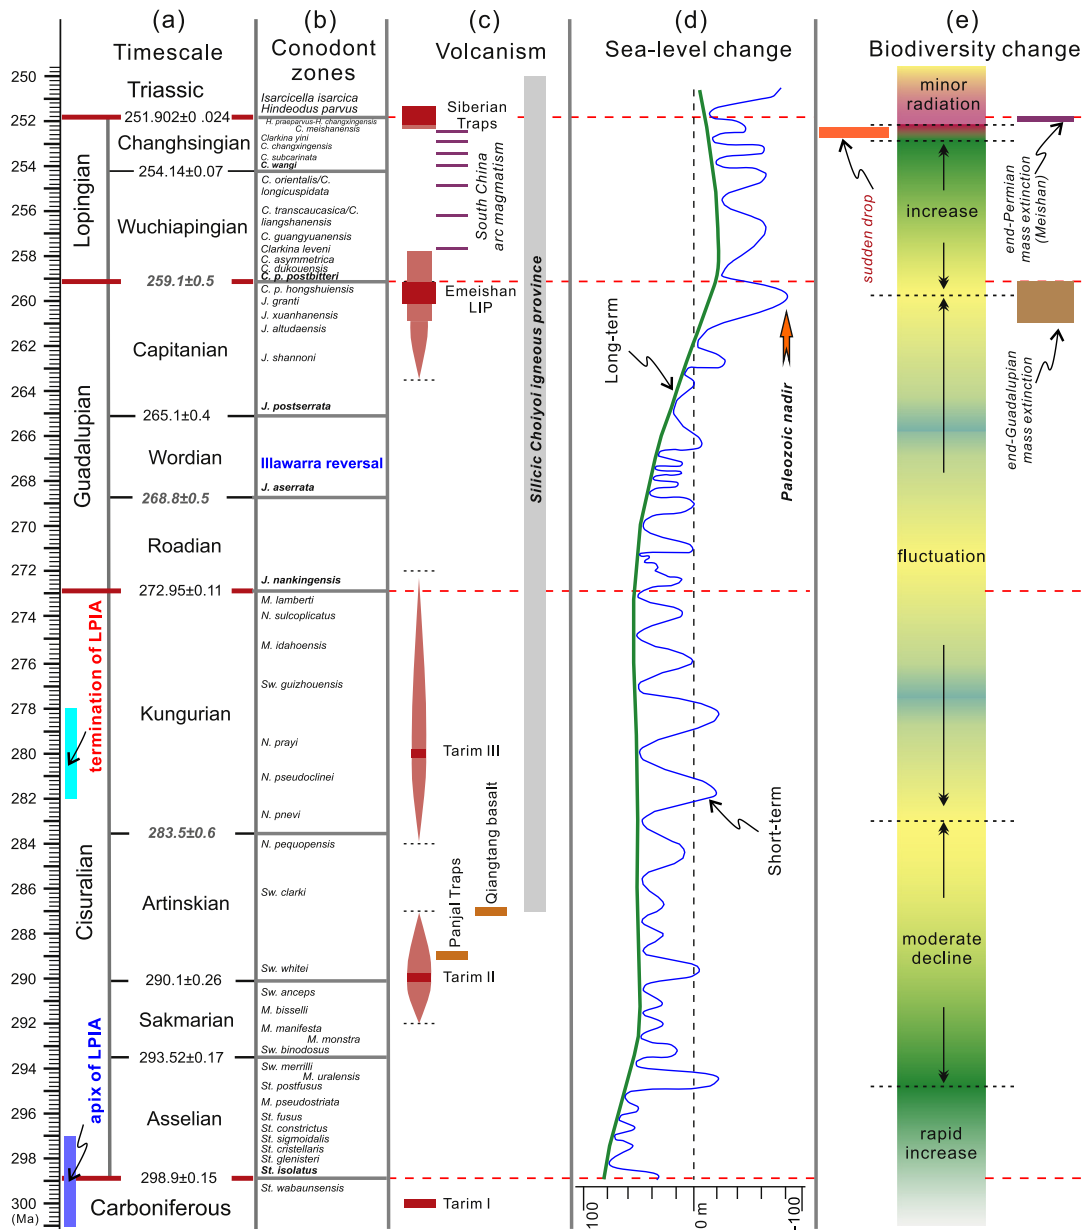 (a)
Timescale
(b)
Conodont
zones
(c)
Volcanism
(d)
Sea-level change
(e)
Biodiversity change
250
252
254
256
258
260
262
264
266
268
270
272
274
276
278
280
282
284
286
288
290
292
294
296
298
300
(Ma)
Lopingian
Guadalupian
Cisuralian
termination of LPIA
apix of LPIA
Triassic
251.902±0 .024
Changhsingian
254.14±0.07
Wuchiapingian
259.1±0.5
Capitanian
265.1±0.4
Wordian
268.8±0.5
Roadian
272.95±0.11
Kungurian
283.5±0.6
Artinskian
290.1±0.26
Sakmarian
293.52±0.17
Asselian
298.9±0.15
Carboniferous
Isarcicella isarcica
Hindeodus parvus
H. praeparvus-H. changxingensis
C. meishanensis
Clarkina yini
C. changxingensis
C. subcarinata
C. wangi
C. orientalis/C.
longicuspidata
C. transcaucasica/C.
liangshanensis
C. guangyuanensis
Clarkina leveni
C. asymmetrica
C. dukouensis
C. p. postbitteri
C. p. hongshuiensis
J. granti
J. xuanhanensis
J. altudaensis
J. shannoni
J. postserrata
Illawarra reversal
J. aserrata
J. nankingensis
M. lamberti
N. sulcoplicatus
M. idahoensis
Sw. guizhouensis
N. prayi
N. pseudoclinei
N. pnevi
N. pequopensis
Sw. clarki
Sw. whitei
Sw. anceps
M. bisselli
M. manifesta
M. monstra
Sw. binodosus
Sw. merrilli
M. uralensis
St. postfusus
M. pseudostriata
St. fusus
St. constrictus
St. sigmoidalis
St. cristellaris
St. glenisteri
St. isolatus
St. wabaunsensis
Siberian
Traps
South China
arc magmatism
Emeishan
LIP
Silicic Choiyoi igneous province
Tarim III
Qiangtang basalt
Panjal Traps
Tarim II
Tarim I
Long-term
Paleozoic nadir
Short-term
100
0 m
-100
minor
radiation
increase
fluctuation
moderate
decline
rapid
increase
sudden drop
end-Permian
mass extinction
(Meishan)
end-Guadalupian
mass extinction